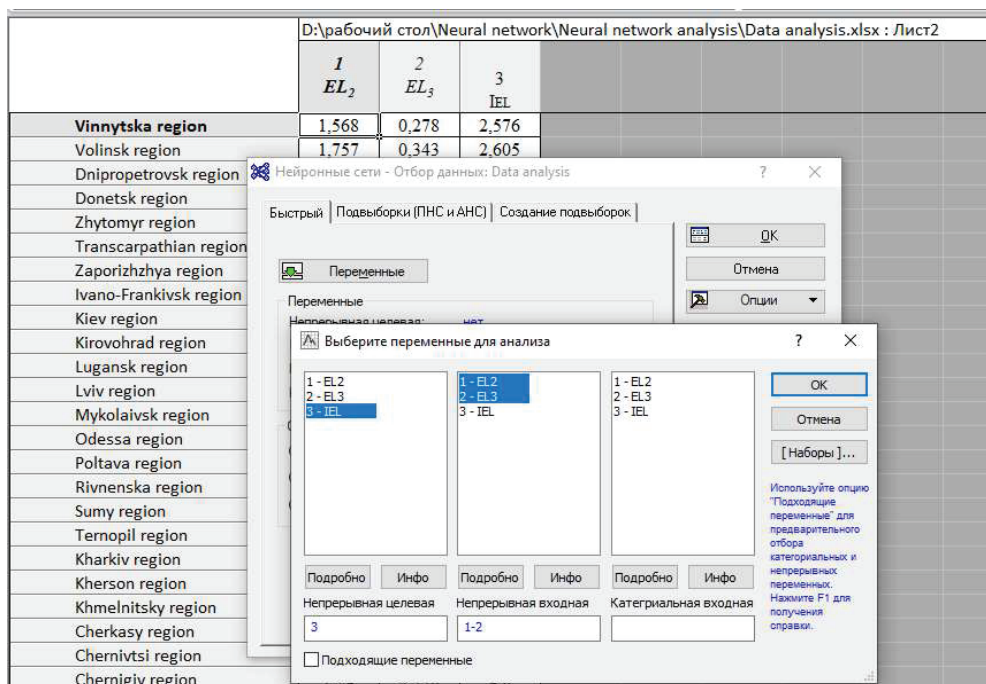 D:\рабочий стол\Neural network\Neural network analysis\Data analysis.xlsx : Лист2
1 2 3
EL2 EL3 IEL
Vinnytska region 1,568 0,278 2,576
Volinsk region 1,757 0,343 2,605
Dnipropetrovsk region
Donetsk region
Zhytomyr region
Transcarpathian region
Zaporizhzhya region
Ivano-Frankivsk region
Kiev region
Kirovohrad region
Lugansk region
Lviv region
Mykolaivsk region
Odessa region
Poltava region
Rivnenska region
Sumy region
Ternopil region
Kharkiv region
Kherson region
Khmelnitsky region
Cherkasy region
Chernivtsi region
Chernigiv region
Нейронные сети - Отбор данных: Data analysis ?
Быстрый Подвыборки (ПНС и АНС) Создание подвыборок
Переменные
OK
Отмена
Опции
Переменные
Непрерывная целевая: нет
Выберите переменные для анализа ?
1 - EL2 1 - EL2 1 - EL2
2 - EL3 2 - EL3 2 - EL3
3 - IEL 3 - IEL 3 - IEL
OK
Отмена
[ Наборы ]...
Используйте опцию
"Подходящие
переменные" для
предварительного
отбора
категориальных и
непрерывных
переменных.
Нажмите F1 для
получения
справки.
Подробно Инфо Подробно Инфо Подробно Инфо
Непрерывная целевая Непрерывная входная Категриальная входная
3 1-2
Подходящие переменные